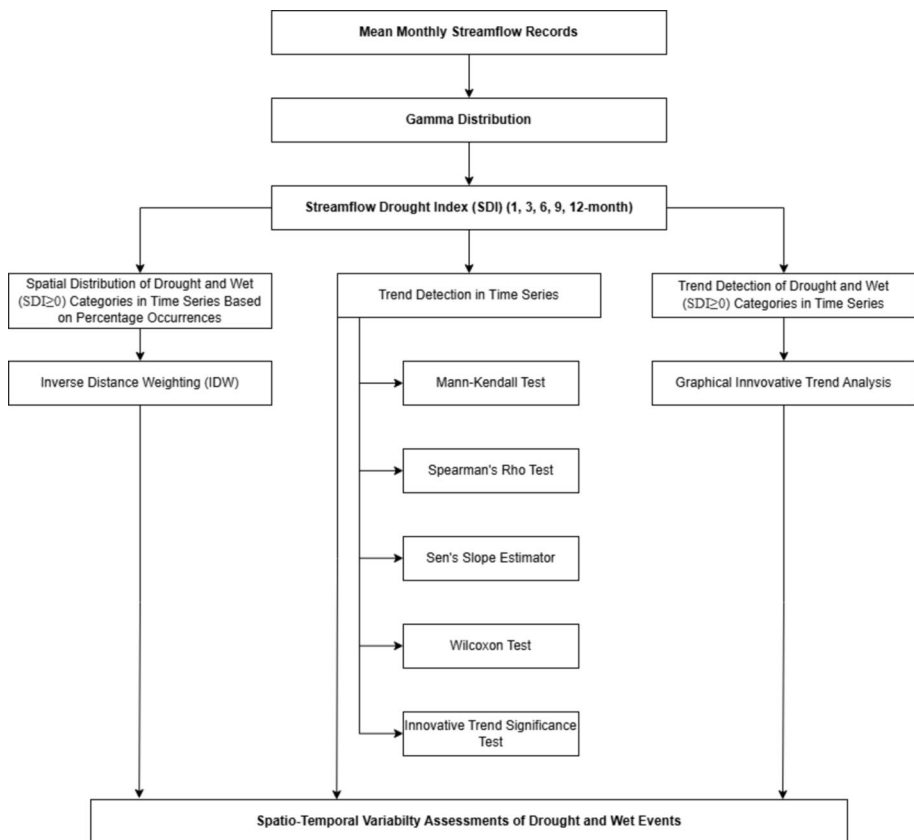 Mean Monthly Streamflow Records
Gamma Distribution
Streamflow Drought Index (SDI) (1, 3, 6, 9, 12-month)
Spatial Distribution of Drought and Wet
(SDI≥0) Categories in Time Series Based
on Percentage Occurrences
Trend Detection in Time Series
Trend Detection of Drought and Wet
(SDI≥0) Categories in Time Series
Inverse Distance Weighting (IDW)
Mann-Kendall Test
Graphical Innvovative Trend Analysis
Spearman's Rho Test
Sen's Slope Estimator
Wilcoxon Test
Innovative Trend Significance
Test
Spatio-Temporal Variabilty Assessments of Drought and Wet Events